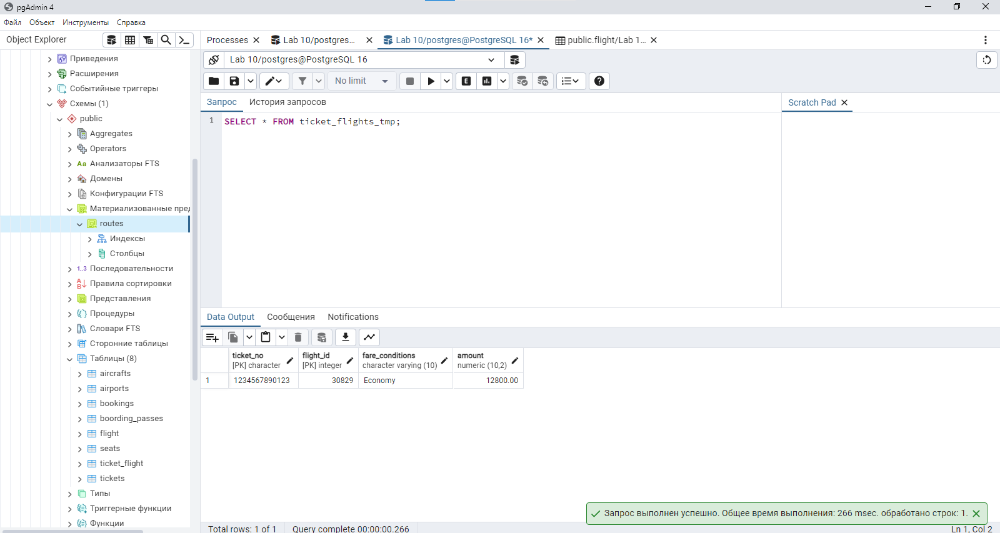 pgAdmin 4
Файл Объект Инструменты Справка
Object Explorer
Приведения
Расширения
Событийные триггеры
Схемы (1)
public
Aggregates
Operators
Aa Анализаторы FTS
Домены
Конфигурации FTS
Материализованные пред
routes
Индексы
Столбцы
1..3 Последовательности
Правила сортировки
Представления
Процедуры
Словари FTS
Сторонние таблицы
Таблицы (8)
aircrafts
airports
bookings
boording_passes
flight
seats
ticket_flight
tickets
Типы
Триггерные функции
Функции
Processes Lab 10/postgres... Lab 10/postgres@PostgreSQL 16* public.flight/Lab 1...
Lab 10/postgres@PostgreSQL 16
No limit E
Запрос История запросов
1 SELECT * FROM ticket_flights_tmp;
Scratch Pad
Data Output Сообщения Notifications
ticket_no flight_id fare_conditions amount
[PK] character [PK] integer character varying (10) numeric (10,2)
1 1234567890123 30829 Economy 12800.00
Запрос выполнен успешно. Общее время выполнения: 266 msec. обработано строк: 1.
Total rows: 1 of 1 Query complete 00:00:00.266 Ln 1, Col 2